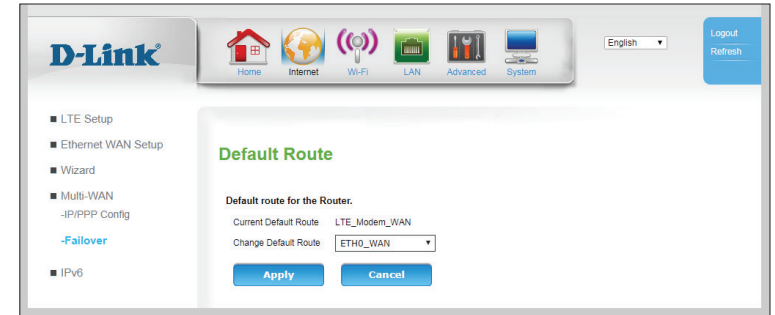 D-Link
Home
Internet
Wi-Fi
LAN
Advanced
System
English
Logout
Refresh
LTE Setup
Ethernet WAN Setup
Wizard
Multi-WAN
-IP/PPP Config
-Failover
IPv6
Default Route
Default route for the Router.
Current Default Route LTE_Modem_WAN
Change Default Route ETH0_WAN
Apply Cancel